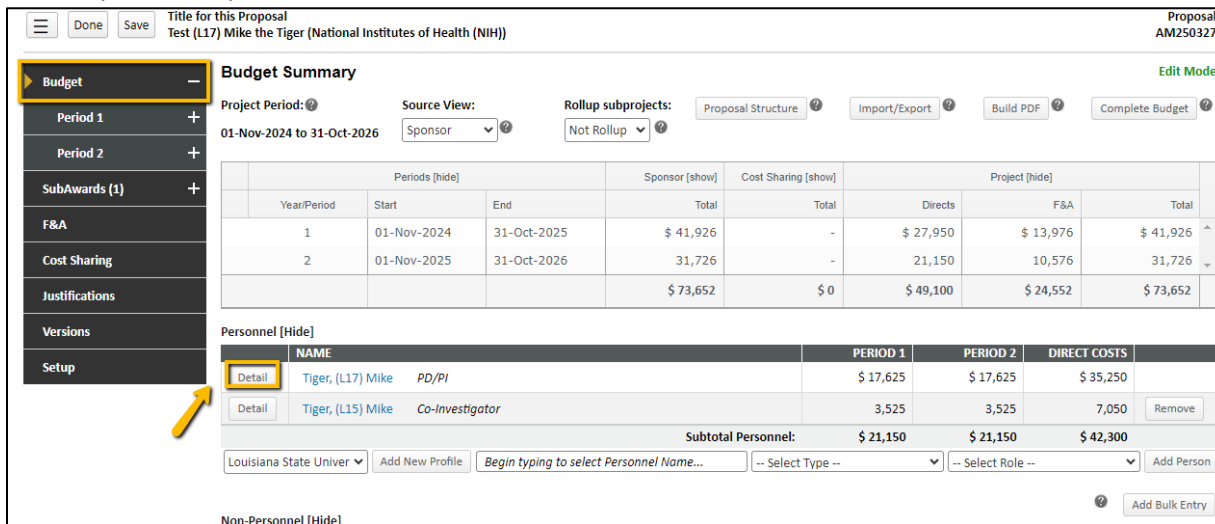 Done Save Title for this Proposal Proposal
Test (L17) Mike the Tiger (National Institutes of Health (NIH)) AM250327
Budget Budget Summary Edit Mode
Project Period: Source View: Rollup subprojects: Proposal Structure Import/Export Build PDF Complete Budget
Period 1 + 01-Nov-2024 to 31-Oct-2026 Sponsor Not Rollup
Period 2 +
SubAwards (1) + Periods [hide] Sponsor [show] Cost Sharing [show] Project [hide]
Year/Period Start End Total Total Directs F&A Total
F&A 1 01-Nov-2024 31-Oct-2025 $ 41,926 - $ 27,950 $ 13,976 $ 41,926
Cost Sharing 2 01-Nov-2025 31-Oct-2026 31,726 - 21,150 10,576 31,726
Justifications $ 73,652 $ 0 $ 49,100 $ 24,552 $ 73,652
Versions Personnel [Hide]
NAME PERIOD 1 PERIOD 2 DIRECT COSTS
Setup Detail Tiger, (L17) Mike PD/PI $ 17,625 $ 17,625 $ 35,250
Detail Tiger, (L15) Mike Co-Investigator 3,525 3,525 7,050 Remove
Subtotal Personnel: $ 21,150 $ 21,150 $ 42,300
Louisiana State Univer Add New Profile Begin typing to select Personnel Name... -- Select Type -- -- Select Role -- Add Person
Add Bulk Entry
Non-Personnel [Hide]